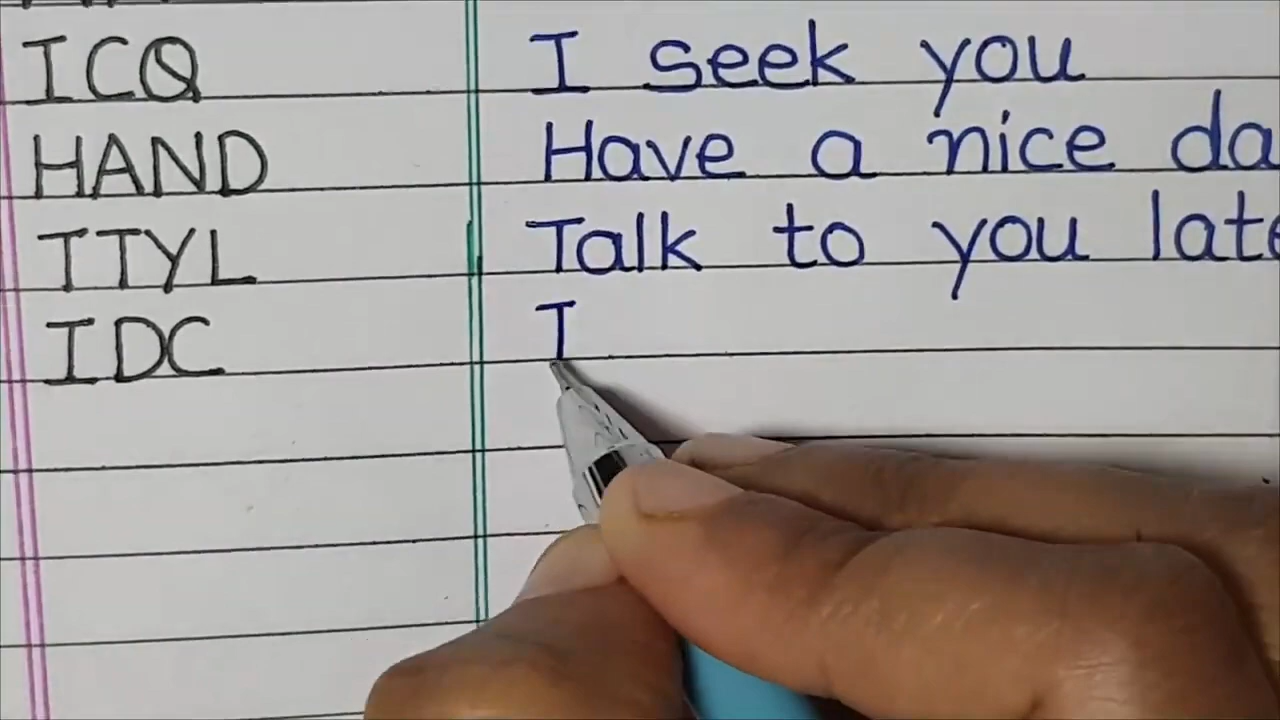 ICQ I seek you
HAND Have a nice da
TTYL Talk to you late
IDC I